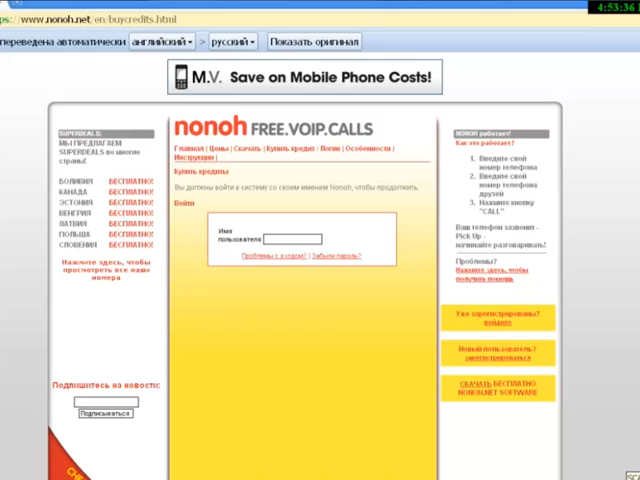 4:53:36
ps://www.nonoh.net/en/buycredits.html
переведена автоматически английский > русский Показать оригинал
M.V. Save on Mobile Phone Costs!
SUPERDEALS:
МЫ ПРЕДЛАГАЕМ
SUPERDEALS во многие
страны!
БОЛИВИЯ БЕСПЛАТНО!
КАНАДА БЕСПЛАТНО!
ЭСТОНИЯ БЕСПЛАТНО!
ВЕНГРИЯ БЕСПЛАТНО!
ЛАТВИЯ БЕСПЛАТНО!
ПОЛЬША БЕСПЛАТНО!
СЛОВЕНИЯ БЕСПЛАТНО!
Нажмите здесь, чтобы
просмотреть все наши
номера
Подпишитесь на новости:
Подписываться
nonoh FREE.VOIP.CALLS
Главная | Цены | Скачать | Купить кредит / Логин | Особенности |
Инструкции |
Купить кредиты
Вы должны войти в систему со своим именем Nonoh, чтобы продолжить.
Войти
Имя
пользователя
Проблемы с входом? | Забыли пароль?
NONOH работает!
Как это работает?
1. Введите свой
номер телефона
2. Введите свой
номер телефона
друзей
3. Нажмите кнопку
"CALL"
Ваш телефон звонит -
Pick Up -
начинайте разговаривать!
Проблемы?
Нажмите здесь, чтобы
получить помощь
Уже зарегистрированы?
войдите
Новый пользователь?
зарегистрироваться
СКАЧАТЬ БЕСПЛАТНО
NONOH.NET SOFTWARE